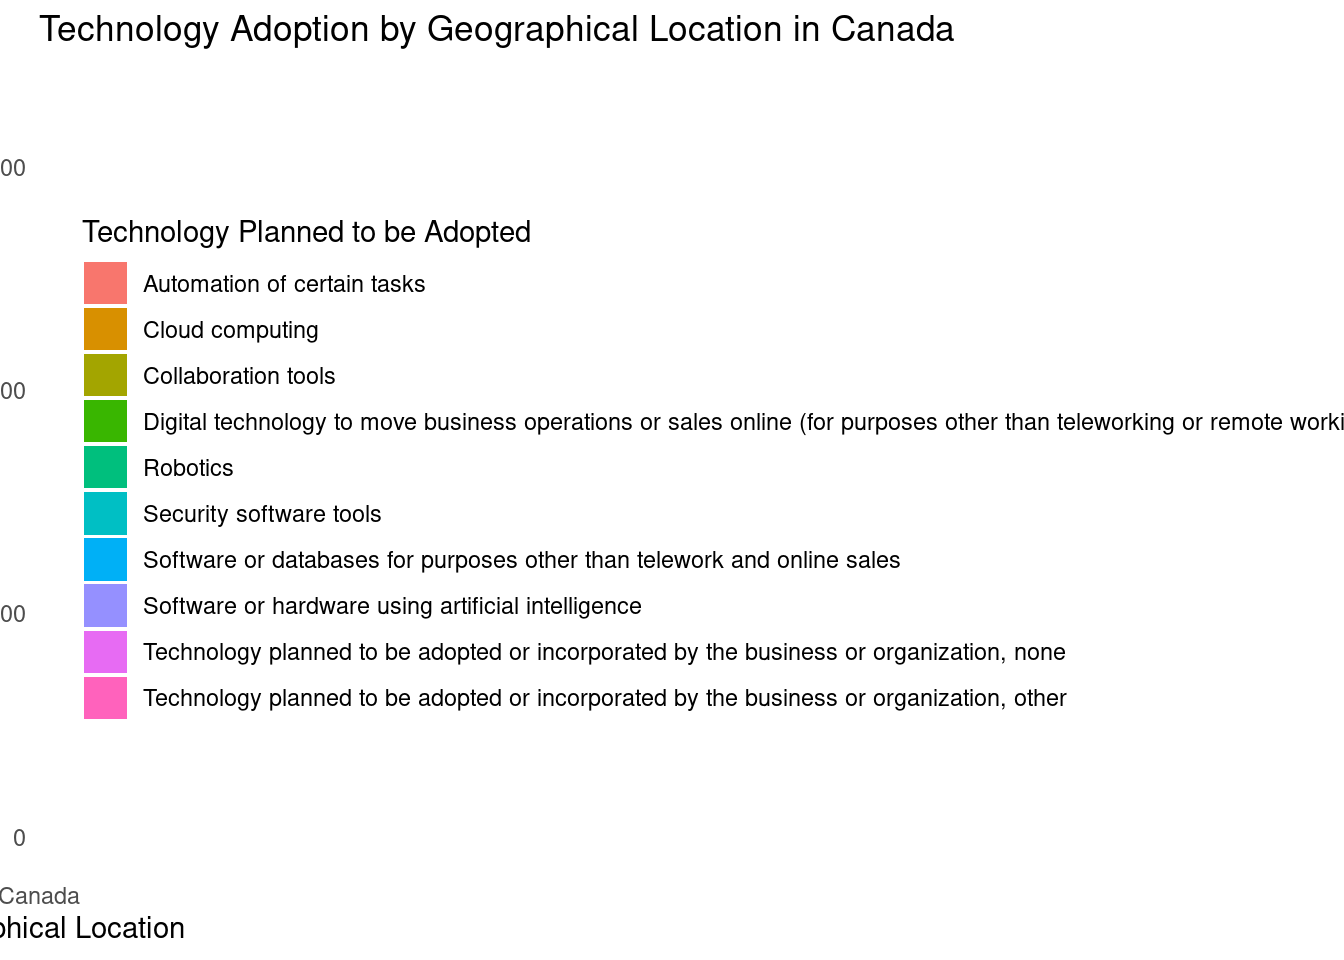 Technology Adoption by Geographical Location in Canada
00
Technology Planned to be Adopted
Automation of certain tasks
Cloud computing
Collaboration tools
00
Digital technology to move business operations or sales online (for purposes other than teleworking or remote worki
Robotics
Security software tools
Software or databases for purposes other than telework and online sales
Software or hardware using artificial intelligence
00
Technology planned to be adopted or incorporated by the business or organization, none
Technology planned to be adopted or incorporated by the business or organization, other
0
Canada
phical Location